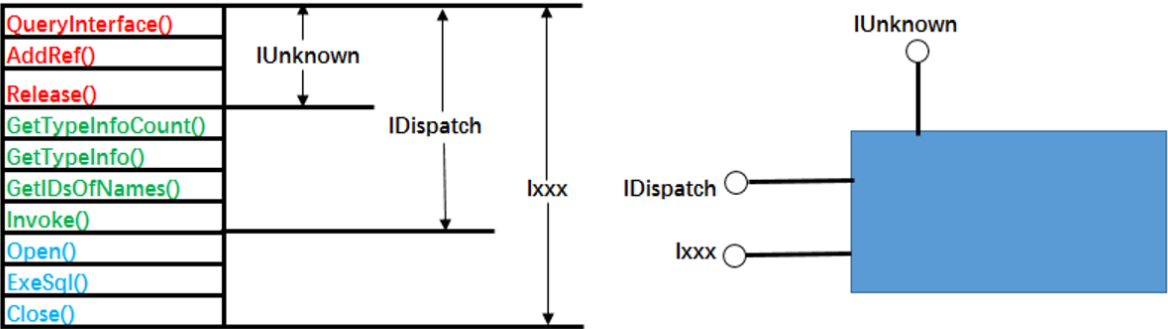 QueryInterface()
AddRef()
Release()
GetTypeInfoCount()
GetTypeInfo()
GetIDsOfNames()
Invoke()
Open()
ExeSql()
Close()
IUnknown
IDispatch
Ixxx
IUnknown
IDispatch
Ixxx